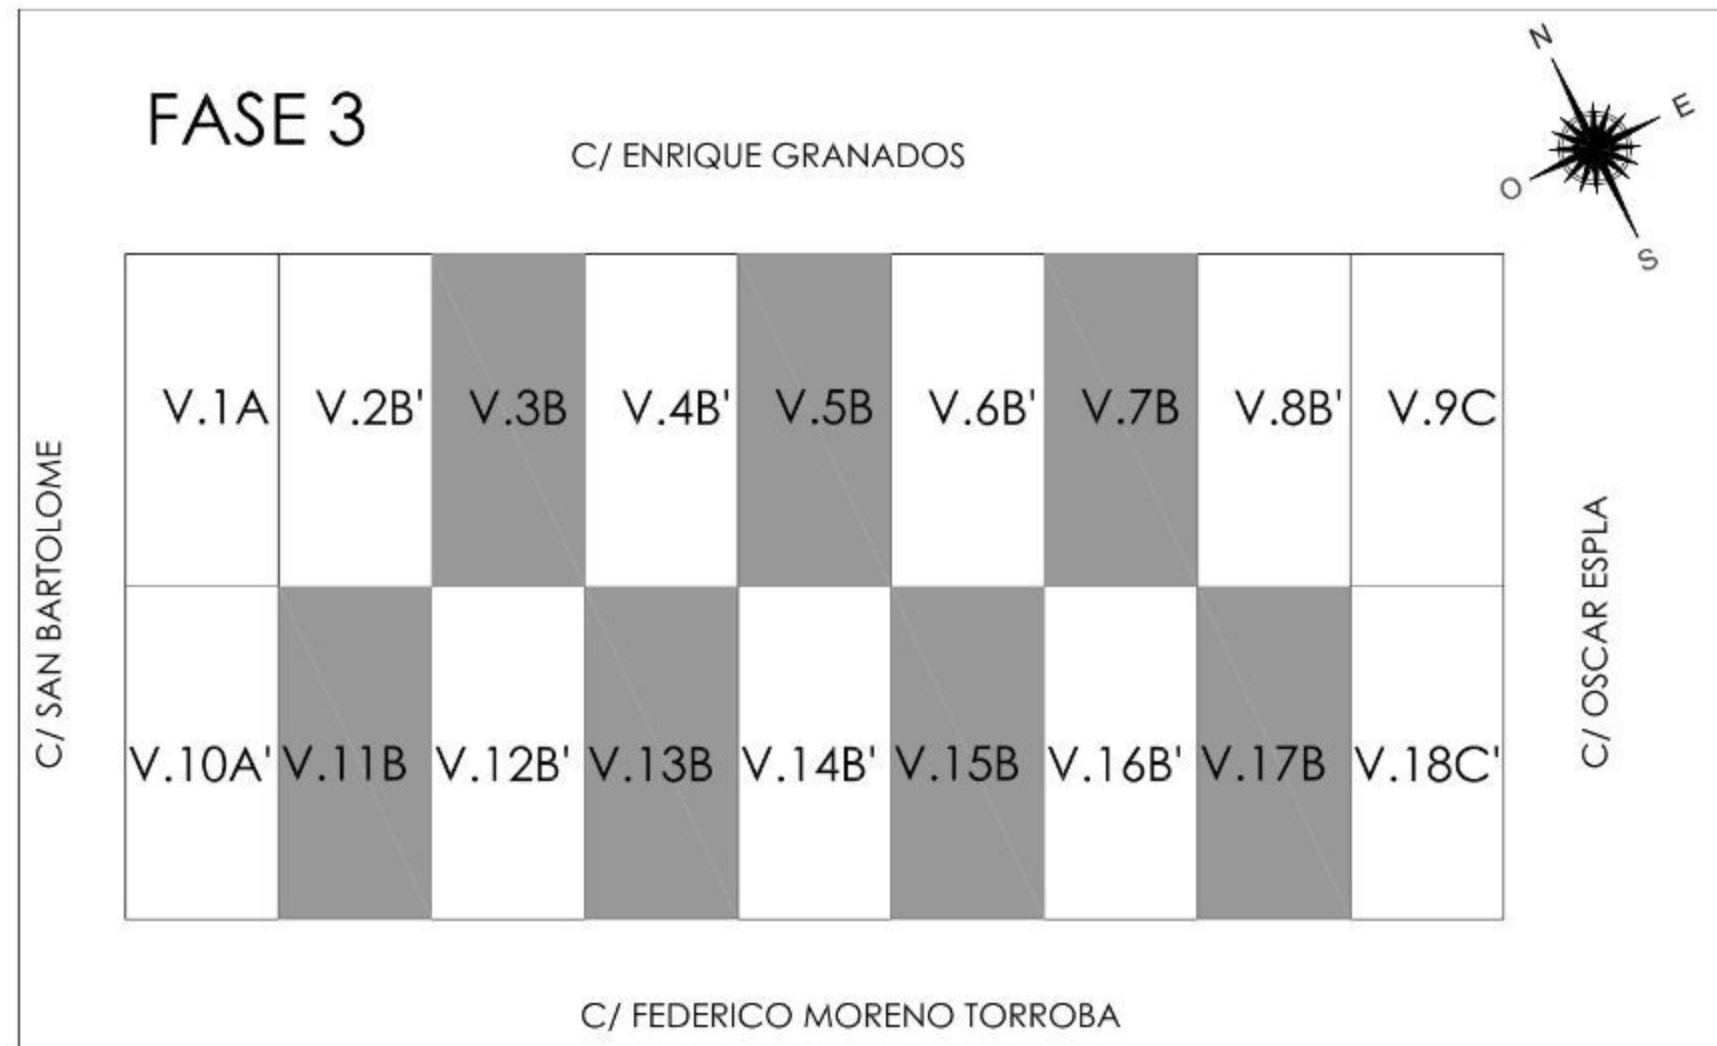 FASE 3
C/ ENRIQUE GRANADOS
N
E
O
S
V.1A V.2B' V.3B V.4B' V.5B V.6B' V.7B V.8B' V.9C
C/ SAN BARTOLOME
C/ OSCAR ESPLA
V.10A' V.11B V.12B' V.13B V.14B' V.15B V.16B' V.17B V.18C'
C/ FEDERICO MORENO TORROBA